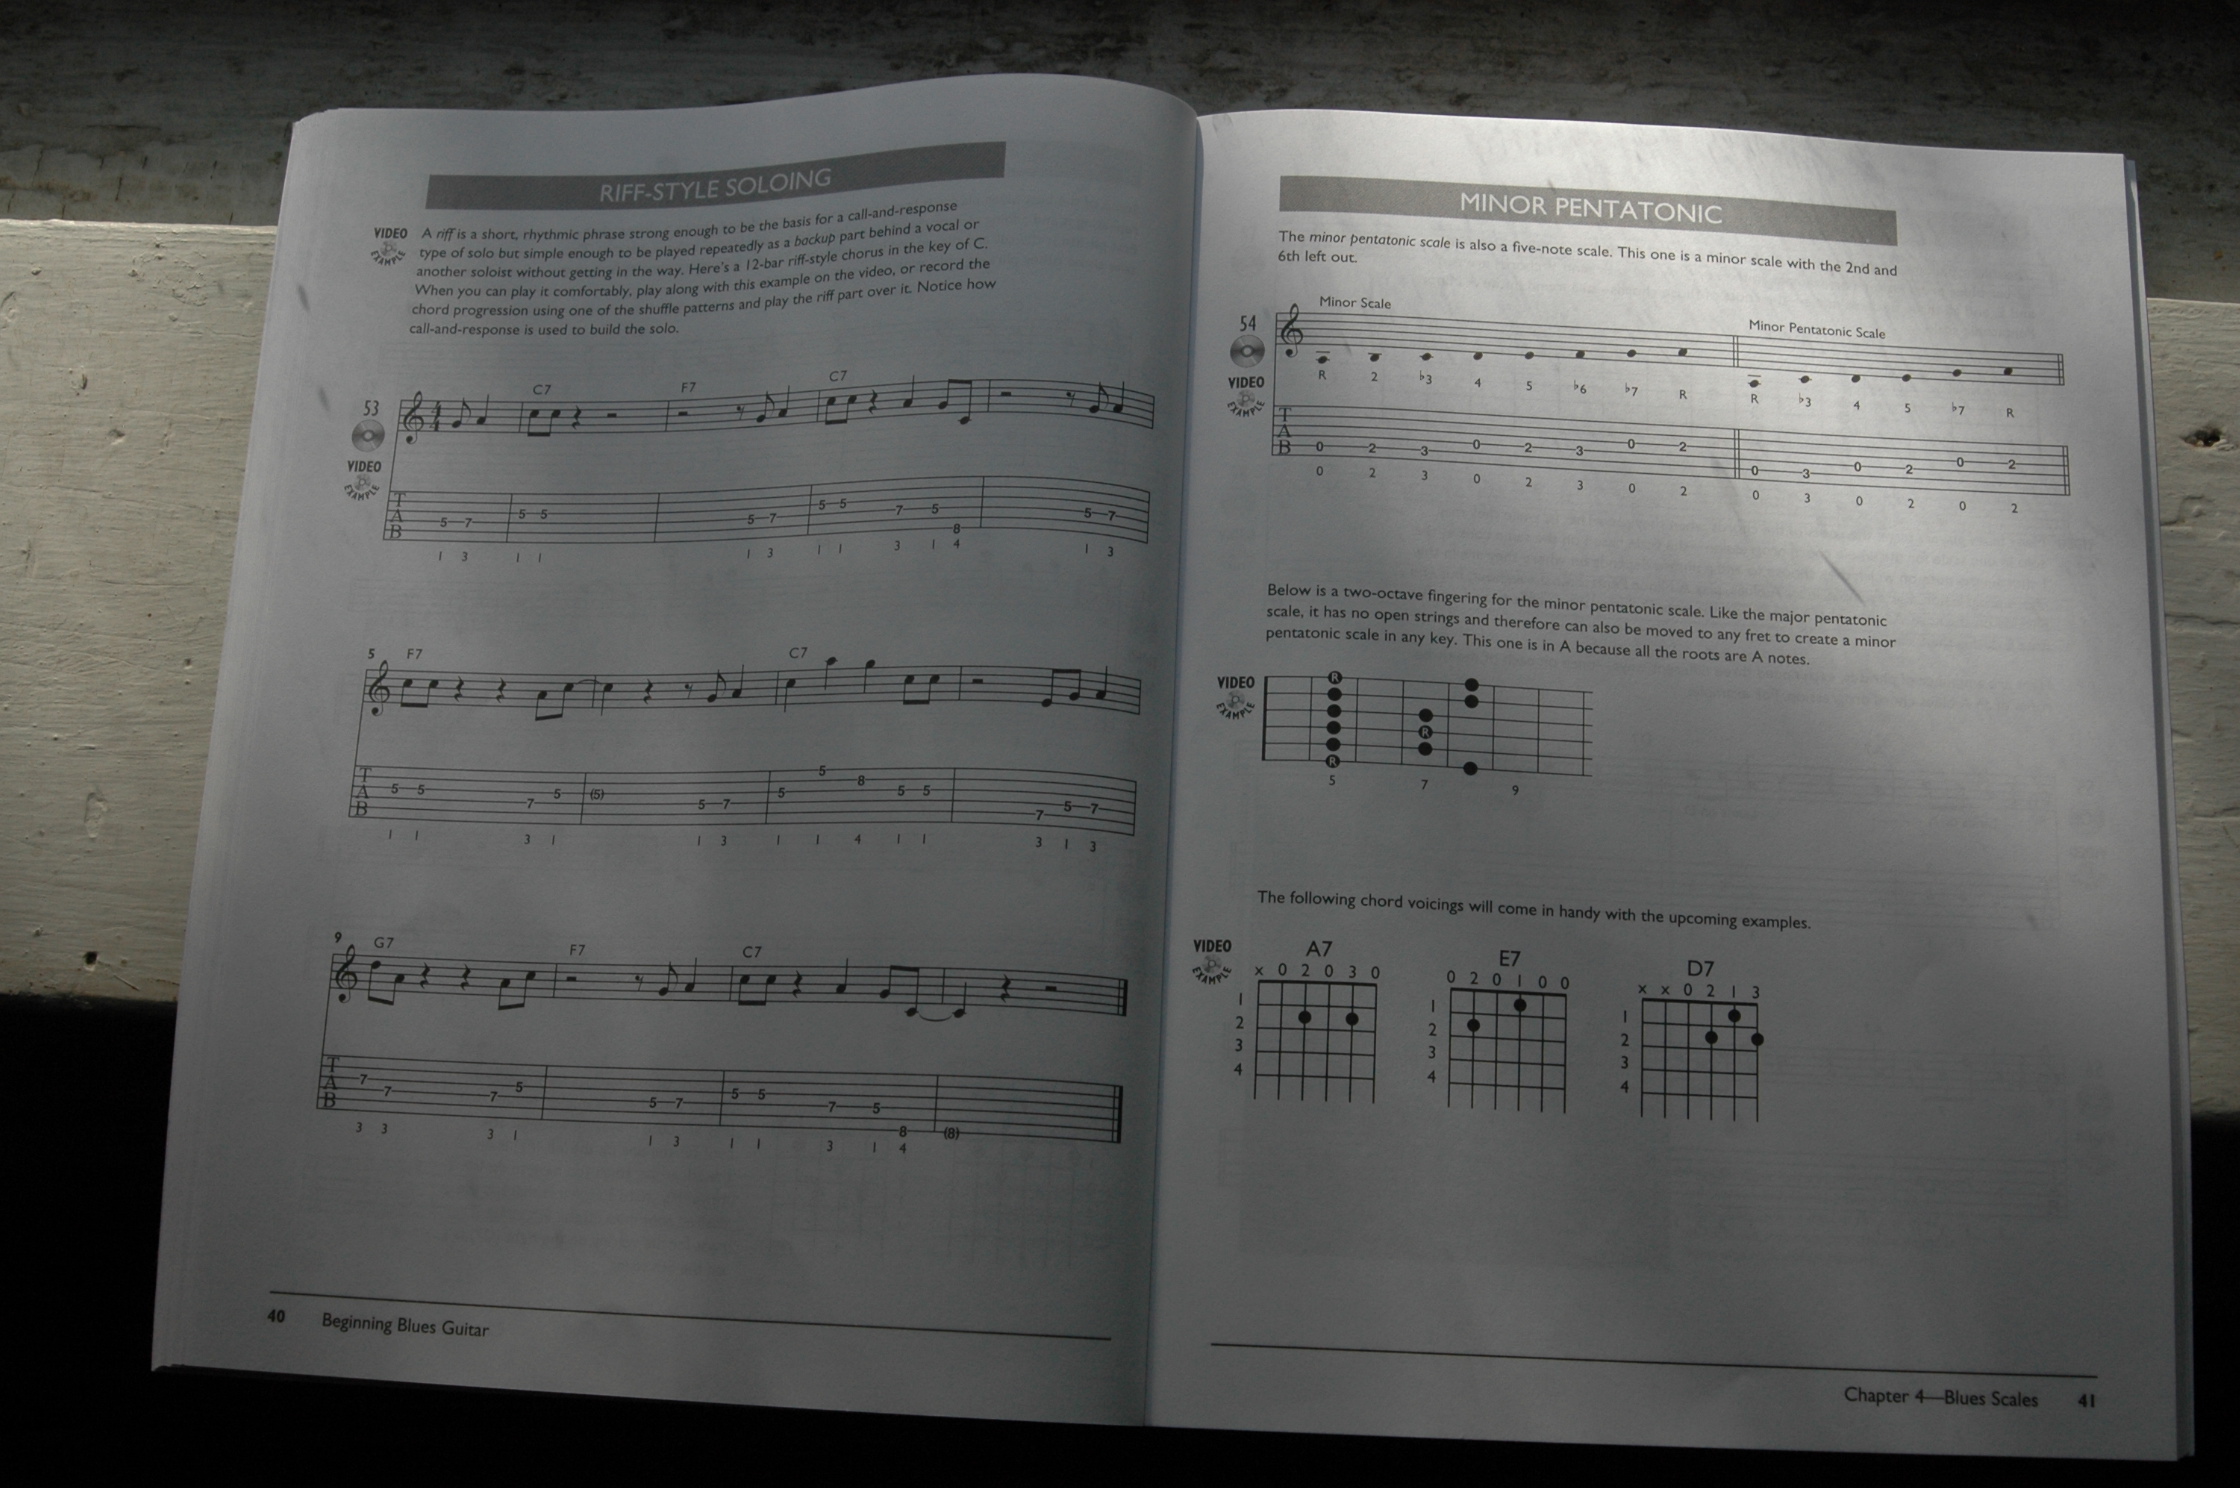 RIFF-STYLE SOLOING
VIDEO
EXAMPLE
A riff is a short, rhythmic phrase strong enough to be the basis for a call-and-response
type of solo but simple enough to be played repeatedly as a backup part behind a vocal or
another soloist without getting in the way. Here's a 12-bar riff-style chorus in the key of C.
When you can play it comfortably, play along with this example on the video, or record the
chord progression using one of the shuffle patterns and play the riff part over it. Notice how
call-and-response is used to build the solo.
C7 F7 C7
53
4
4
VIDEO
EXAMPLE
T
A
B
5 7 5 5 5 7 5 5 7 5 8 5 7
1 3 1 1 1 3 1 1 3 1 4 1 3
5 F7 C7
T
A
B
5 5 7 5 (5) 5 7 5 5 8 5 5 7 5 7
1 1 3 1 1 3 1 1 4 1 1 3 1 3
9 G7 F7 C7
T
A
B
7 7 7 5 5 7 5 5 7 5 8 (8)
3 3 3 1 1 3 1 1 3 1 4
40 Beginning Blues Guitar
MINOR PENTATONIC
The minor pentatonic scale is also a five-note scale. This one is a minor scale with the 2nd and
6th left out.
Minor Scale Minor Pentatonic Scale
54
VIDEO
EXAMPLE
R 2 ♭3 4 5 ♭6 ♭7 R R ♭3 4 5 ♭7 R
T
A
B
0 2 3 0 2 3 0 2 0 3 0 2 0 2
0 2 3 0 2 3 0 2 0 3 0 2 0 2
Below is a two-octave fingering for the minor pentatonic scale. Like the major pentatonic
scale, it has no open strings and therefore can also be moved to any fret to create a minor
pentatonic scale in any key. This one is in A because all the roots are A notes.
VIDEO
EXAMPLE
R
R
R
5 7 9
The following chord voicings will come in handy with the upcoming examples.
VIDEO
EXAMPLE
A7 E7 D7
x 0 2 0 3 0 0 2 0 1 0 0 x x 0 2 1 3
1 1 1
2 2 2
3 3 3
4 4 4
Chapter 4—Blues Scales 41